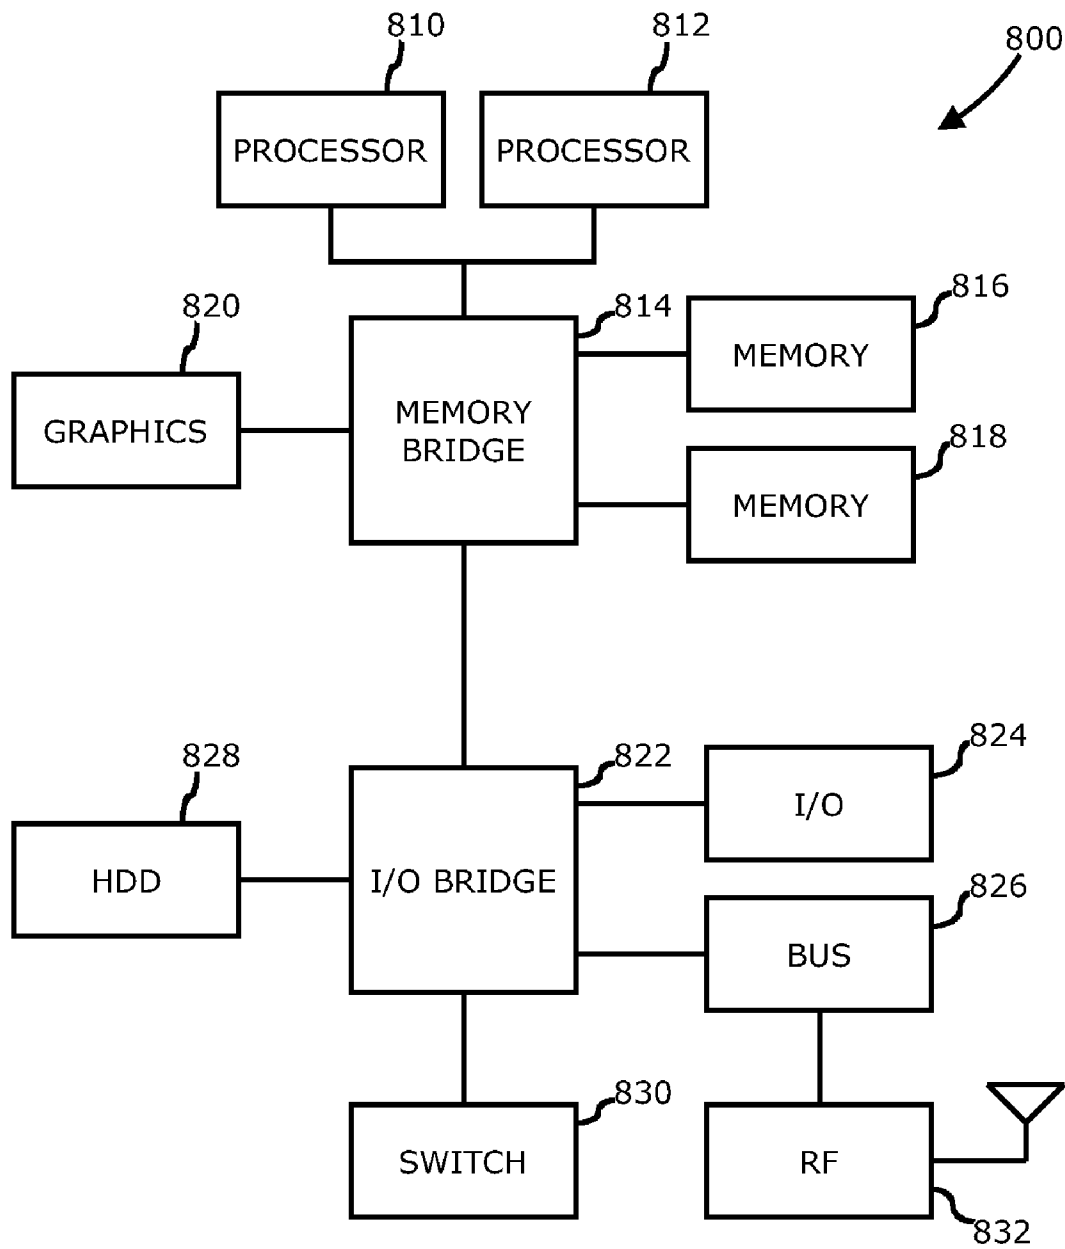 810
812
800
PROCESSOR
PROCESSOR
820
814
816
MEMORY
GRAPHICS
MEMORY
BRIDGE
818
MEMORY
828
822
824
I/O
HDD
I/O BRIDGE
826
BUS
830
SWITCH
RF
832